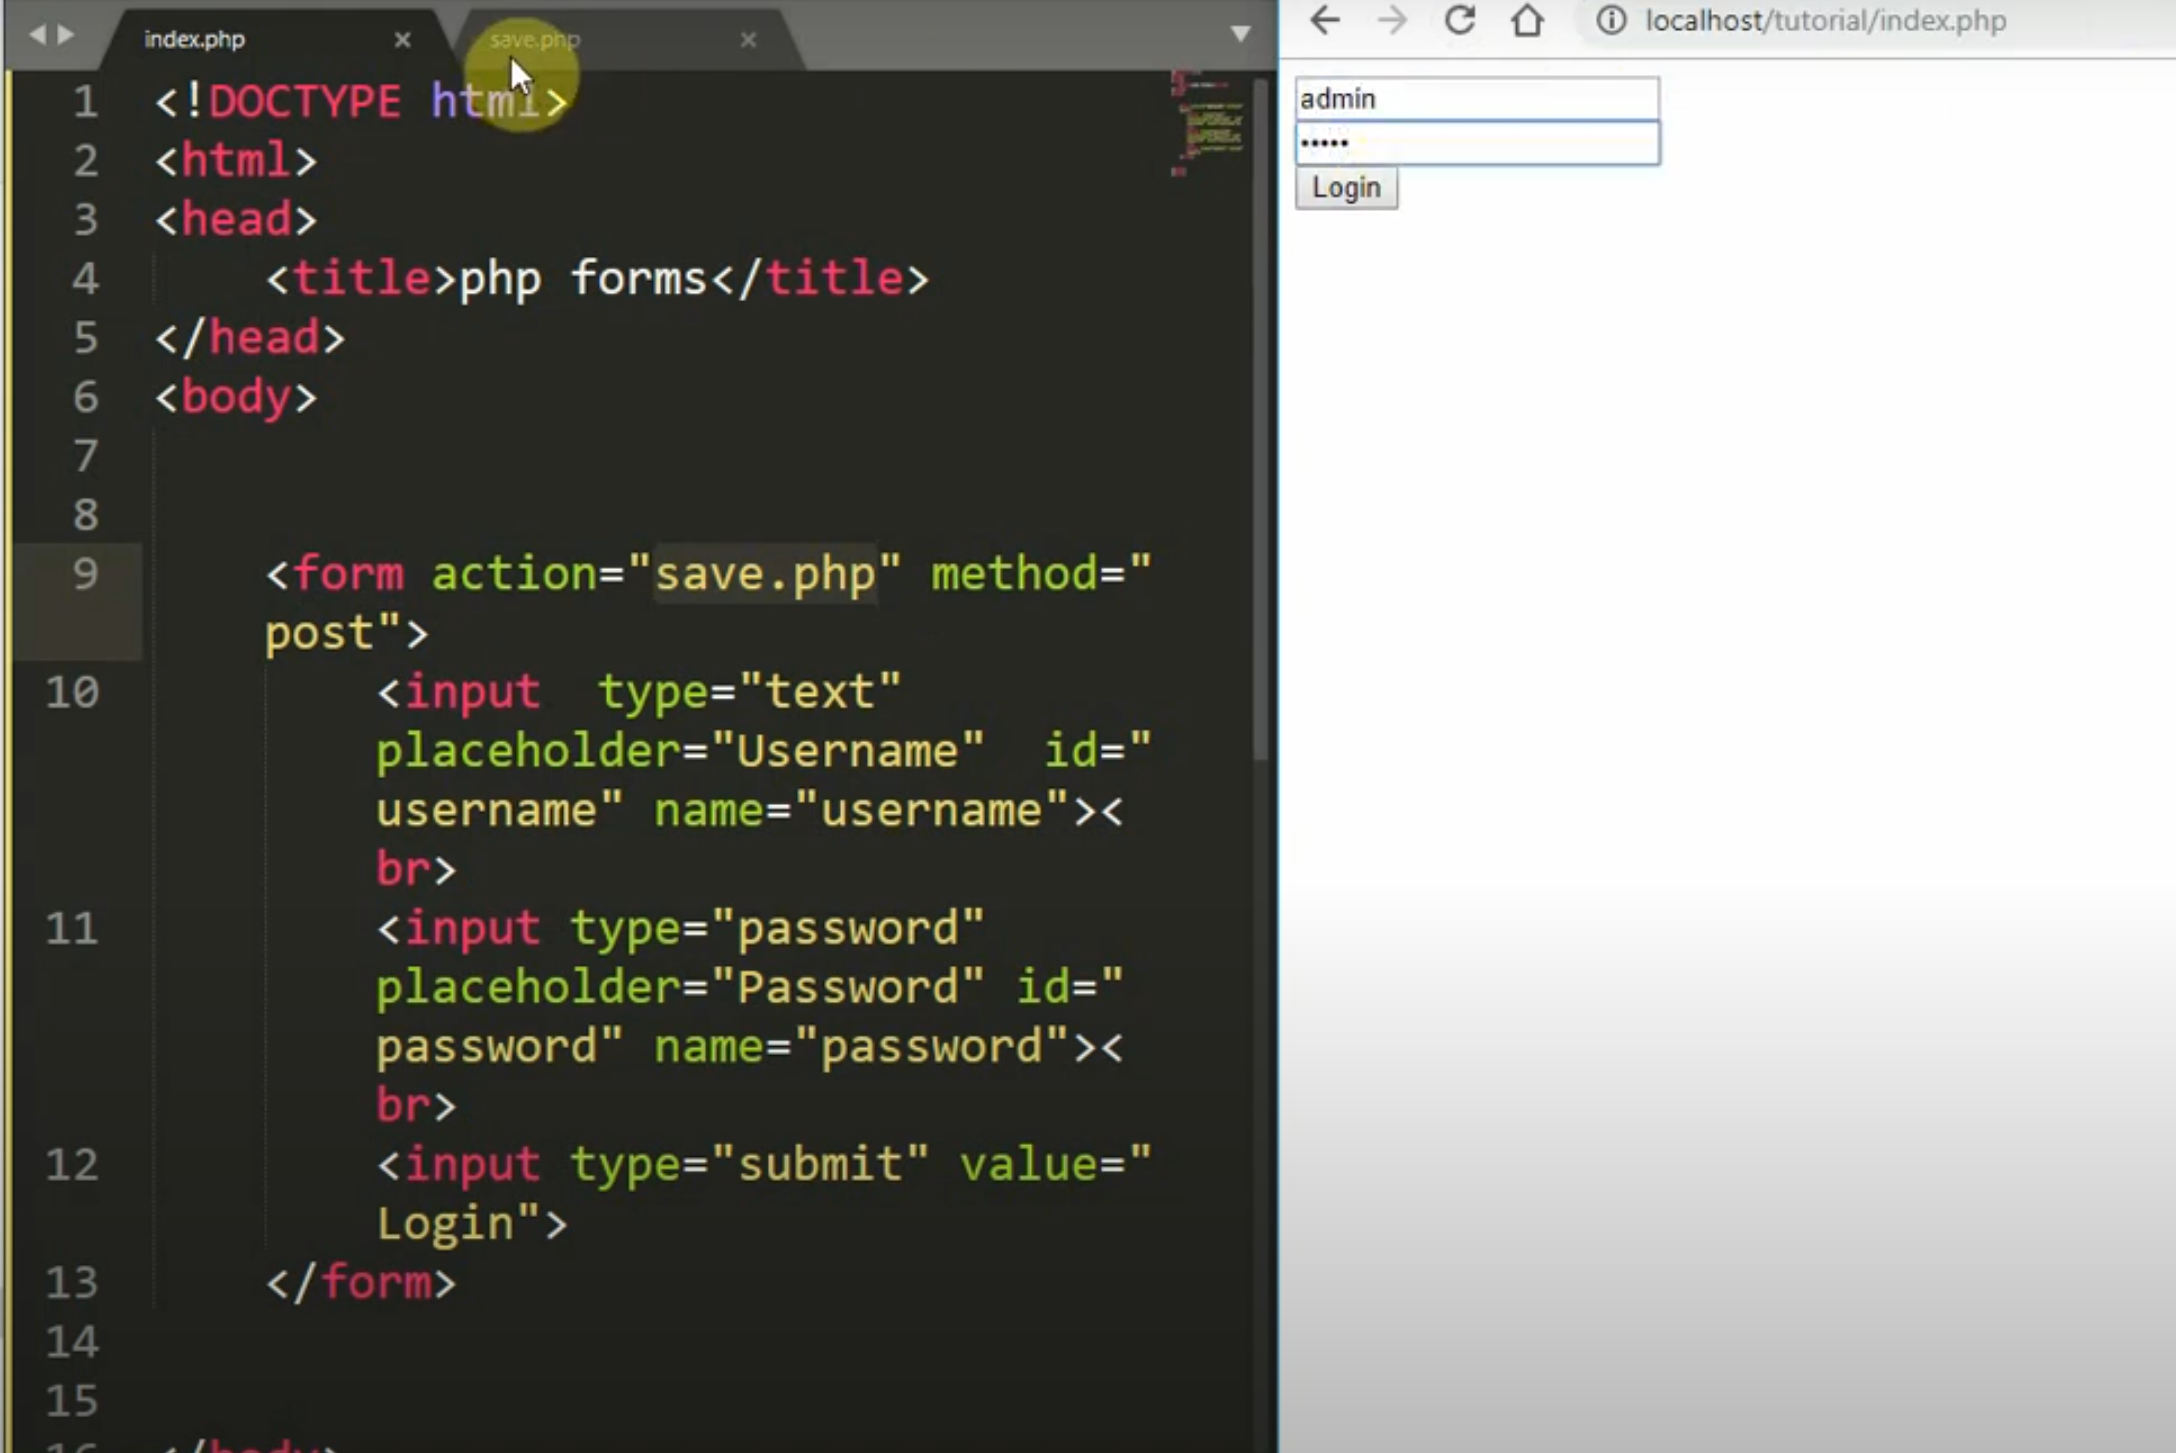 index.php × save.php ×
1 <!DOCTYPE html>
2 <html>
3 <head>
4 <title>php forms</title>
5 </head>
6 <body>
7
8
9 <form action="save.php" method="
post">
10 <input  type="text"
placeholder="Username"  id="
username" name="username"><
br>
11 <input type="password"
placeholder="Password" id="
password" name="password"><
br>
12 <input type="submit" value="
Login">
13 </form>
14
15
16 </body>
localhost/tutorial/index.php
admin
•••••
Login